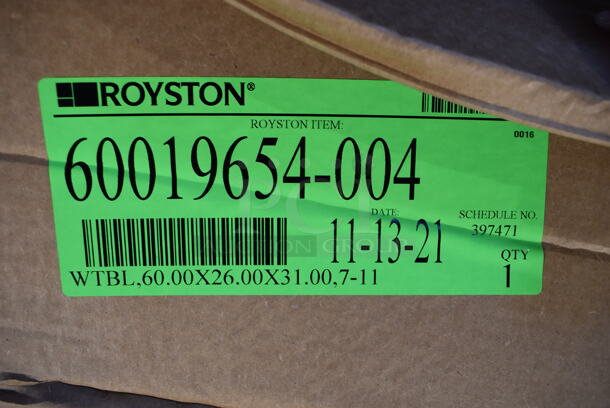 ROYSTON®
ROYSTON ITEM:
0016
60019654-004
DATE:
SCHEDULE NO.
11-13-21
397471
QTY
WTBL,60.00X26.00X31.00,7-11
1